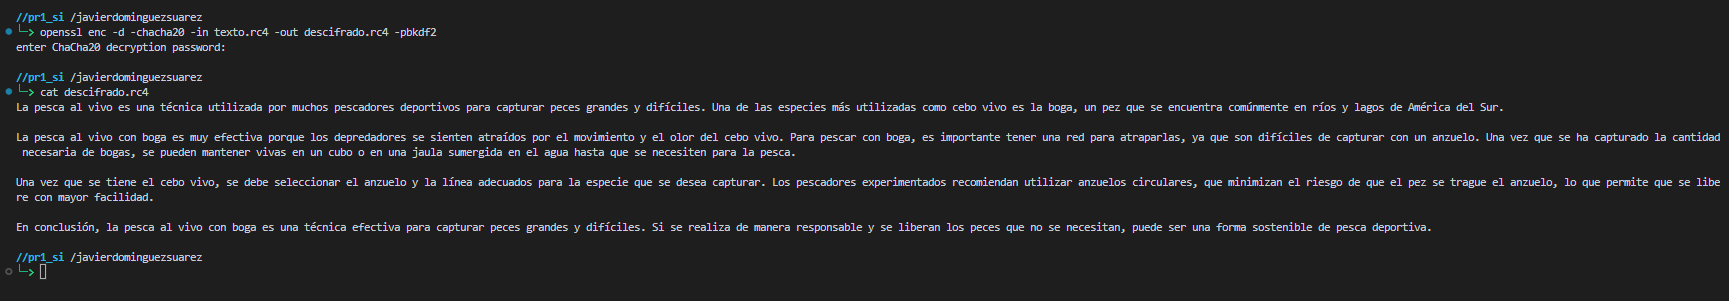 //pr1_si /javierdominguezsuarez
└─> openssl enc -d -chacha20 -in texto.rc4 -out descifrado.rc4 -pbkdf2
enter ChaCha20 decryption password:
//pr1_si /javierdominguezsuarez
└─> cat descifrado.rc4
La pesca al vivo es una técnica utilizada por muchos pescadores deportivos para capturar peces grandes y difíciles. Una de las especies más utilizadas como cebo vivo es la boga, un pez que se encuentra comúnmente en ríos y lagos de América del Sur.
La pesca al vivo con boga es muy efectiva porque los depredadores se sienten atraídos por el movimiento y el olor del cebo vivo. Para pescar con boga, es importante tener una red para atraparlas, ya que son difíciles de capturar con un anzuelo. Una vez que se ha capturado la cantidad
necesaria de bogas, se pueden mantener vivas en un cubo o en una jaula sumergida en el agua hasta que se necesiten para la pesca.
Una vez que se tiene el cebo vivo, se debe seleccionar el anzuelo y la línea adecuados para la especie que se desea capturar. Los pescadores experimentados recomiendan utilizar anzuelos circulares, que minimizan el riesgo de que el pez se trague el anzuelo, lo que permite que se libe
re con mayor facilidad.
En conclusión, la pesca al vivo con boga es una técnica efectiva para capturar peces grandes y difíciles. Si se realiza de manera responsable y se liberan los peces que no se necesitan, puede ser una forma sostenible de pesca deportiva.
//pr1_si /javierdominguezsuarez
└─>